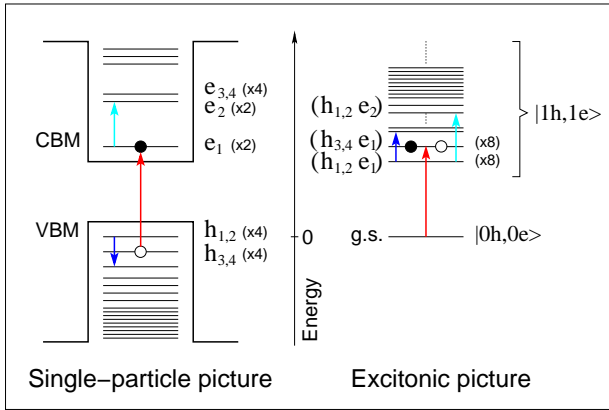 e3,4 (x4)
e2 (x2)
CBM
e1 (x2)
VBM
h1,2 (x4)
h3,4 (x4)
Single−particle picture
Energy
0
(h1,2 e2)
(h3,4 e1)
(x8)
(h1,2 e1)
(x8)
|1h,1e>
g.s.
|0h,0e>
Excitonic picture